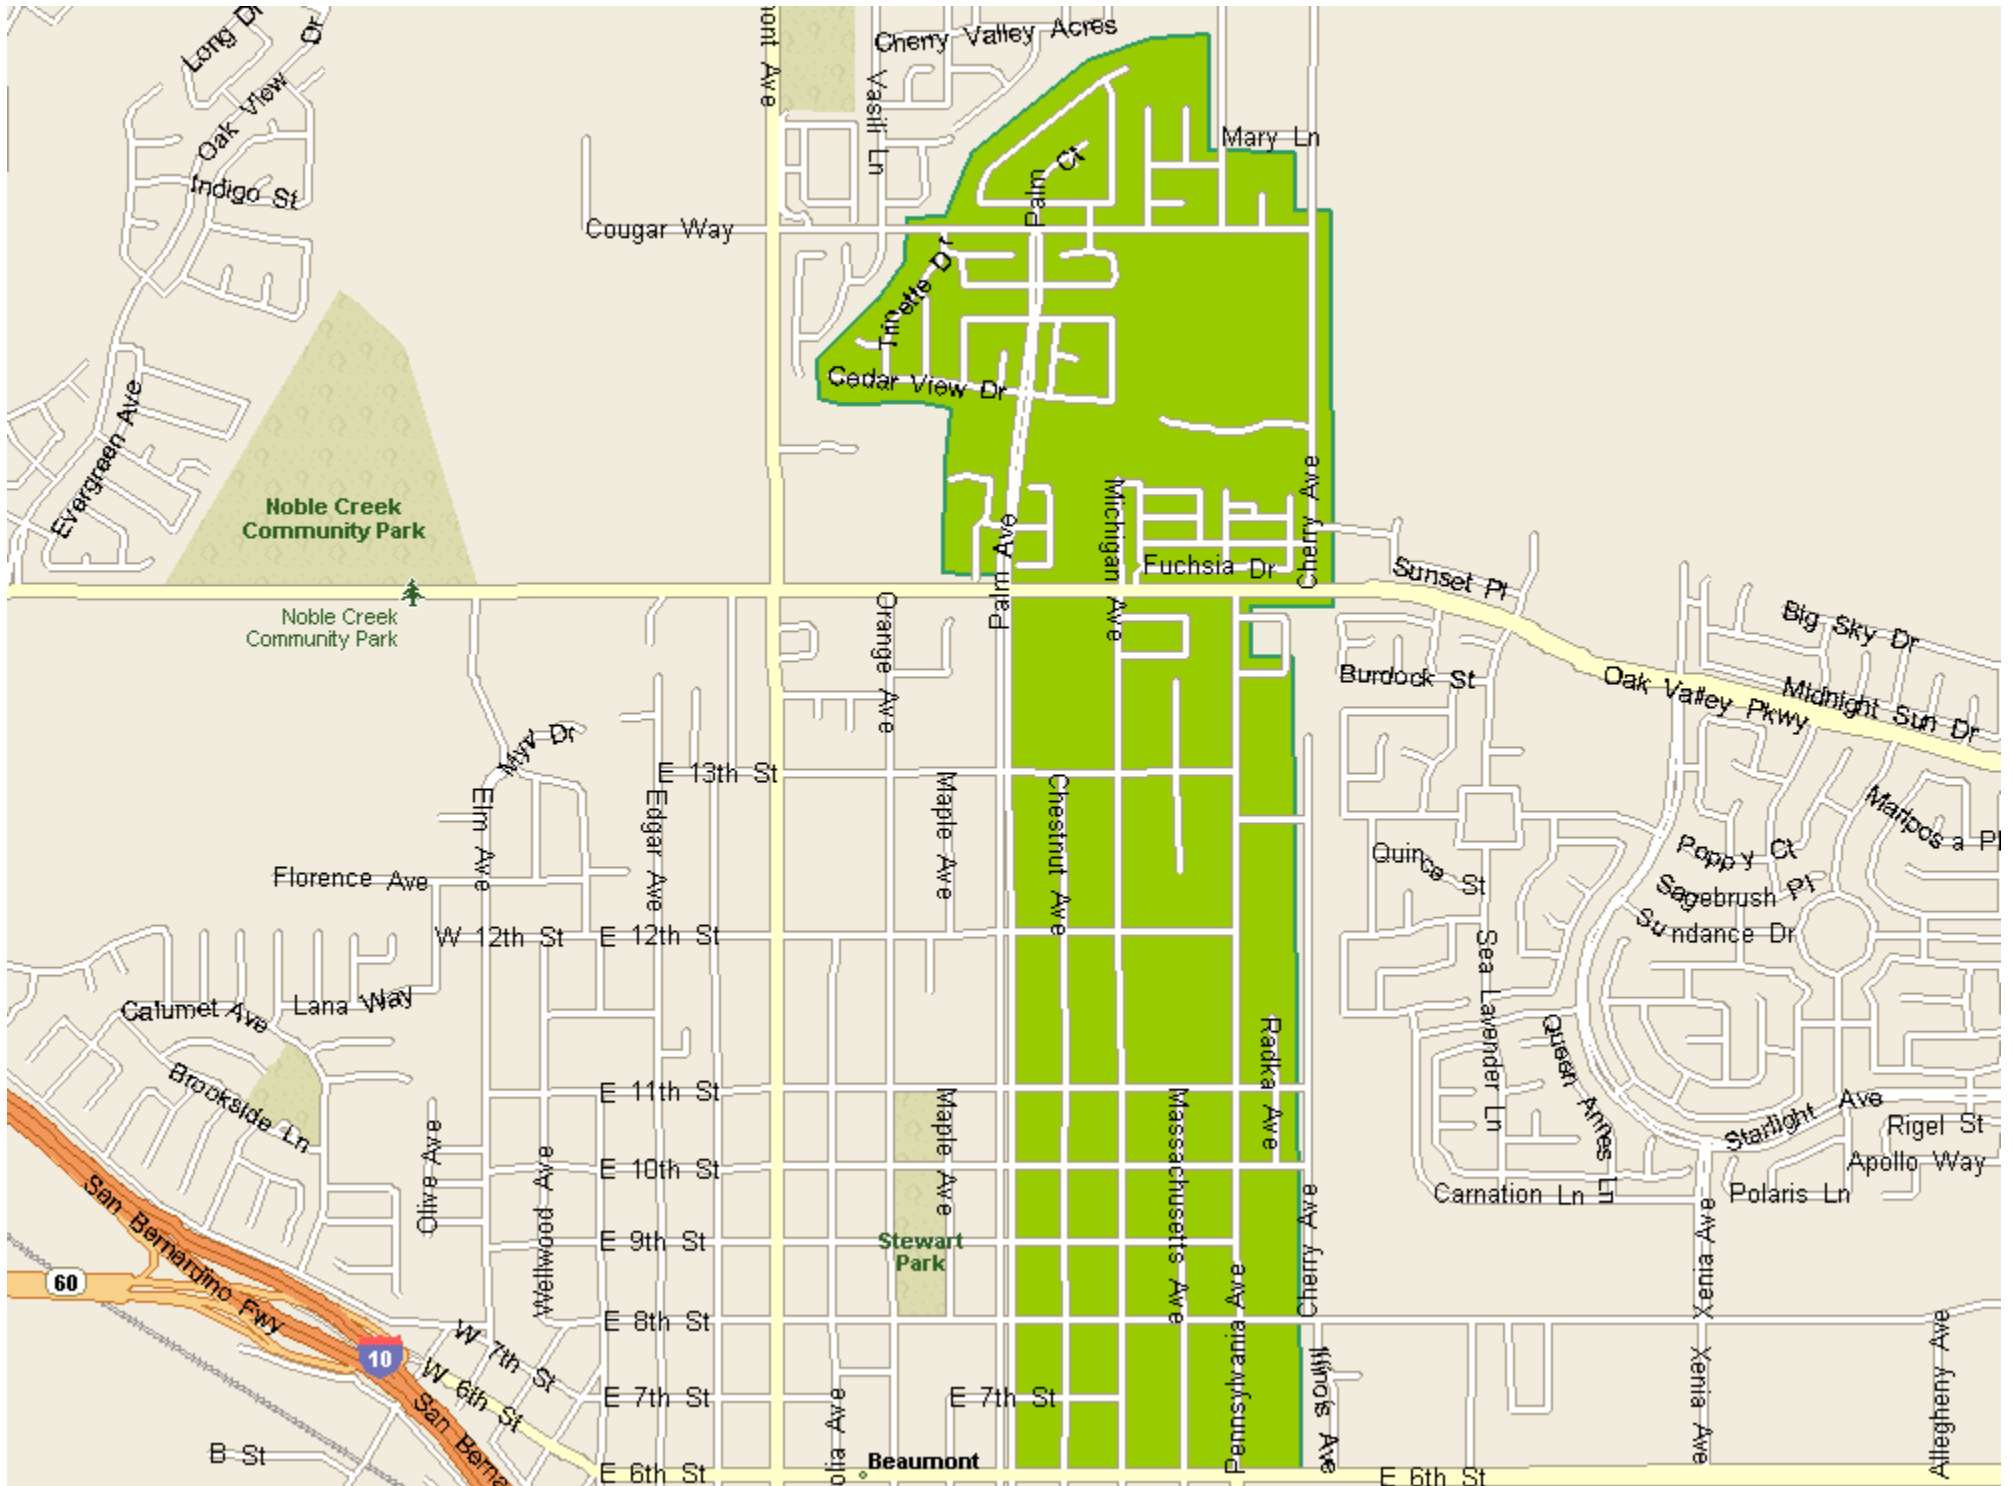 Long Dr
Dr
Oak View
Indigo St
ont Ave
Cherry Valley Acres
Vasili Ln
Mary Ln
Palm Ct
Cougar Way
Trinette Dr
Cedar View Dr
Evergreen Ave
Noble Creek
Community Park
Noble Creek
Community Park
Palm Ave
Michigan Ave
Cherry Ave
Fuchsia Dr
Sunset Pl
Big Sky Dr
Orange Ave
Burdock St
Oak Valley Pkwy
Midnight Sun Dr
Myv Dr
E 13th St
Elm Ave
Edgar Ave
Maple Ave
Chestnut Ave
Quince St
Poppy Ct
Mariposa Pl
Sagebrush Pl
Sundance Dr
Florence Ave
W 12th St
E 12th St
Sea Lavender Ln
Calumet Ave
Lana Way
Radka Ave
Queen Annes Ln
Brookside Ln
E 11th St
Olive Ave
Maple Ave
Massachusetts Ave
Starlight Ave
Rigel St
Apollo Way
Polaris Ln
Carnation Ln
E 10th St
Wellwood Ave
Cherry Ave
Xenia Ave
San Bernardino Fwy
60
E 9th St
Stewart
Park
Pennsylvania Ave
E 8th St
W 7th St
10
W 6th St
San Berna
E 7th St
E 7th St
Illinois Ave
Xenia Ave
Allegheny Ave
B St
olia Ave
Beaumont
E 6th St
E 6th St